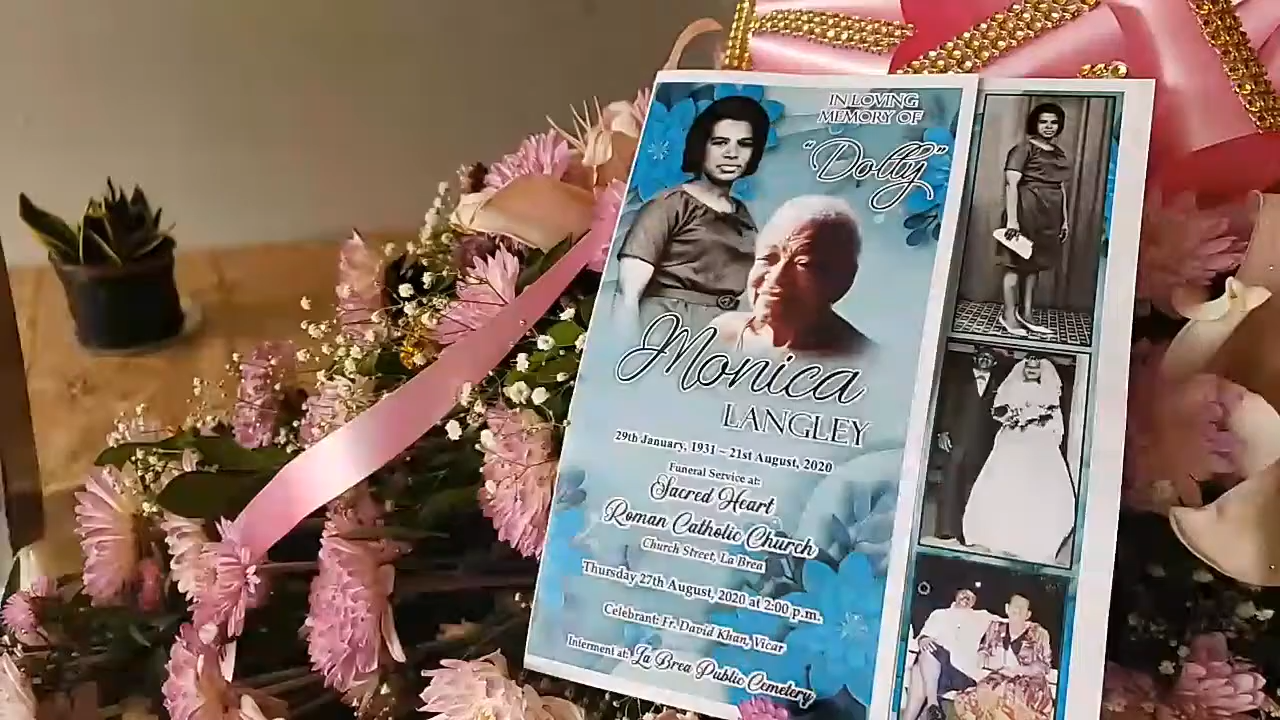 IN LOVING
MEMORY OF
"Dolly"
Monica
LANGLEY
29th January, 1931 – 21st August, 2020
Funeral Service at:
Sacred Heart
Roman Catholic Church
Church Street, La Brea
Thursday 27th August, 2020 at 2:00 p.m.
Celebrant: Fr. David Khan, Vicar
Interment at: La Brea Public Cemetery